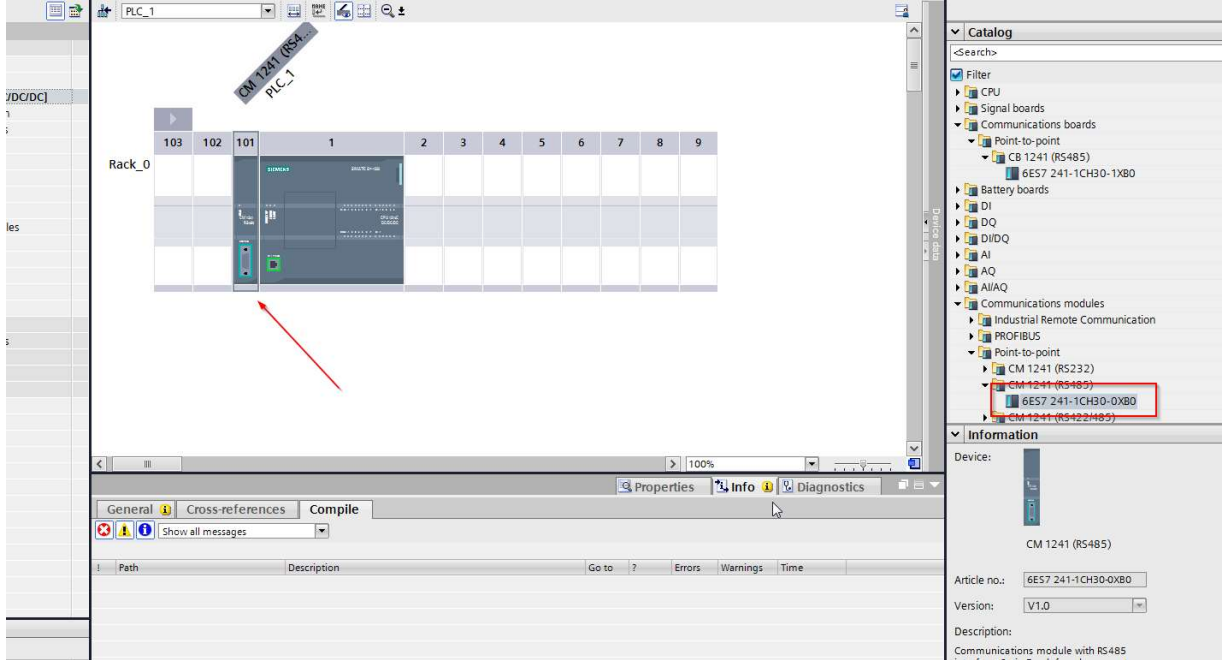 PLC_1
/DC/DC]
les
CM 1241 (RS4...
PLC_1
103 102 101 1 2 3 4 5 6 7 8 9
Rack_0
SIEMENS
Device data
100%
Properties Info Diagnostics
General Cross-references Compile
Show all messages
! Path Description Go to ? Errors Warnings Time
Catalog
<Search>
Filter
CPU
Signal boards
Communications boards
Point-to-point
CB 1241 (RS485)
6ES7 241-1CH30-1XB0
Battery boards
DI
DQ
DI/DQ
AI
AQ
AI/AQ
Communications modules
Industrial Remote Communication
PROFIBUS
Point-to-point
CM 1241 (RS232)
CM 1241 (RS485)
6ES7 241-1CH30-0XB0
CM 1241 (RS422/485)
Information
Device:
CM 1241 (RS485)
Article no.: 6ES7 241-1CH30-0XB0
Version: V1.0
Description:
Communications module with RS485